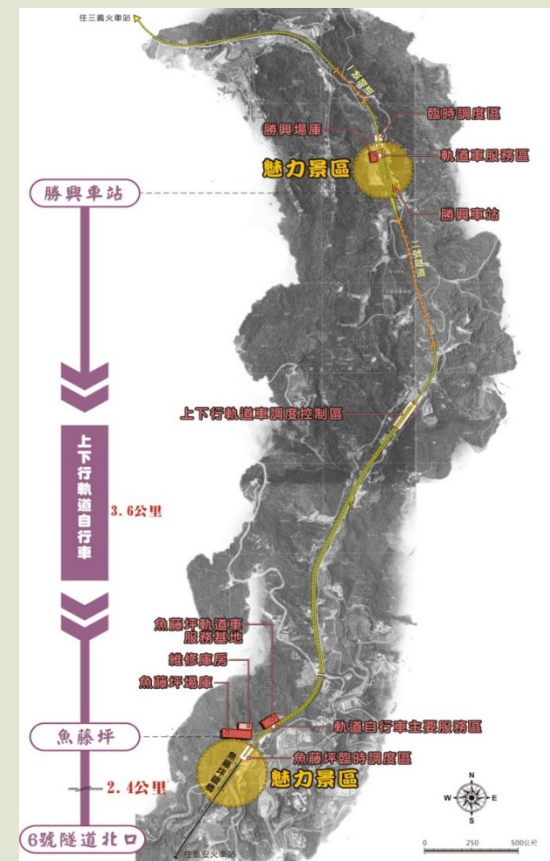 往三義火車站
一號隧道
臨時調度區
勝興場庫
軌道車服務區
魅力景區
勝興車站
勝興車站
二號隧道
上下行軌道車調度控制區
上下行軌道自行車
3.6公里
魚藤坪軌道車
服務基地
維修庫房
魚藤坪場庫
軌道自行車主要服務區
魚藤坪
魚藤坪臨時調度區
魅力景區
2.4公里
6號隧道北口
往泰安火車站
N
W
E
S
0
250
500公尺